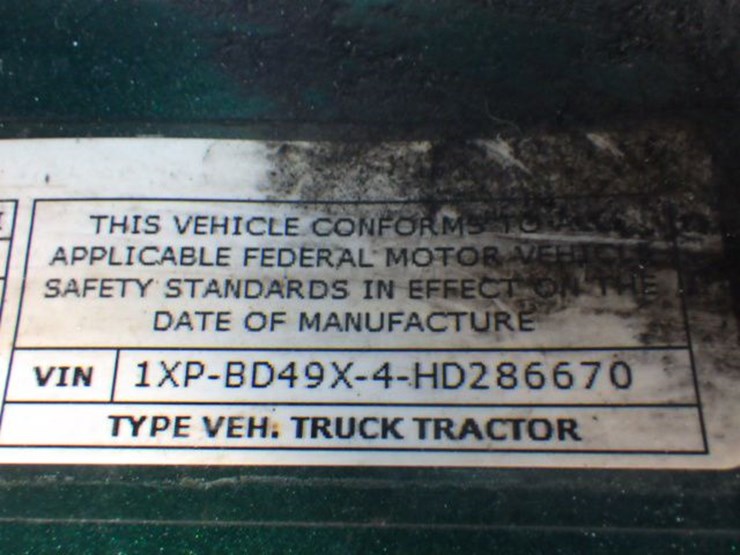 THIS VEHICLE CONFORMS TO
APPLICABLE FEDERAL MOTOR VEHICLE
SAFETY STANDARDS IN EFFECT ON THE
DATE OF MANUFACTURE
VIN 1XP-BD49X-4-HD286670
TYPE VEH. TRUCK TRACTOR